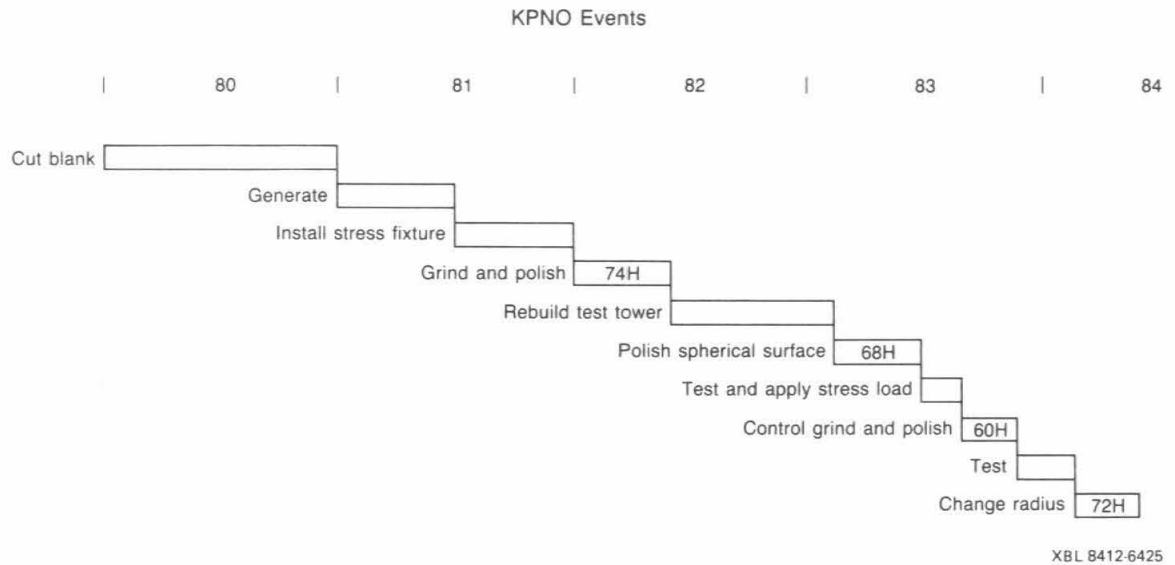 KPNO Events
80 81 82 83 84
Cut blank
Generate
Install stress fixture
Grind and polish 74H
Rebuild test tower
Polish spherical surface 68H
Test and apply stress load
Control grind and polish 60H
Test
Change radius 72H
XBL 8412-6425